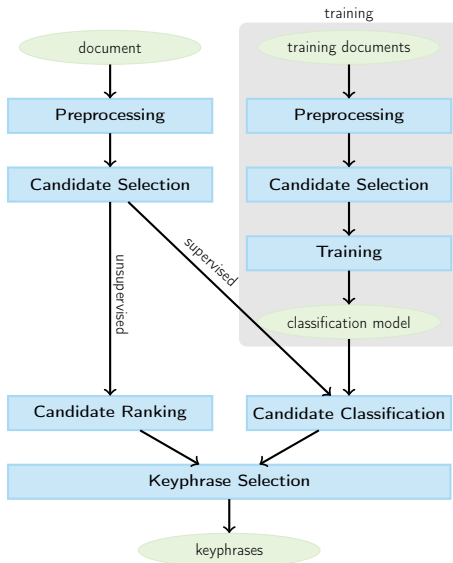 training
document
training documents
Preprocessing
Preprocessing
Candidate Selection
Candidate Selection
Training
supervised
unsupervised
classification model
Candidate Ranking
Candidate Classification
Keyphrase Selection
keyphrases